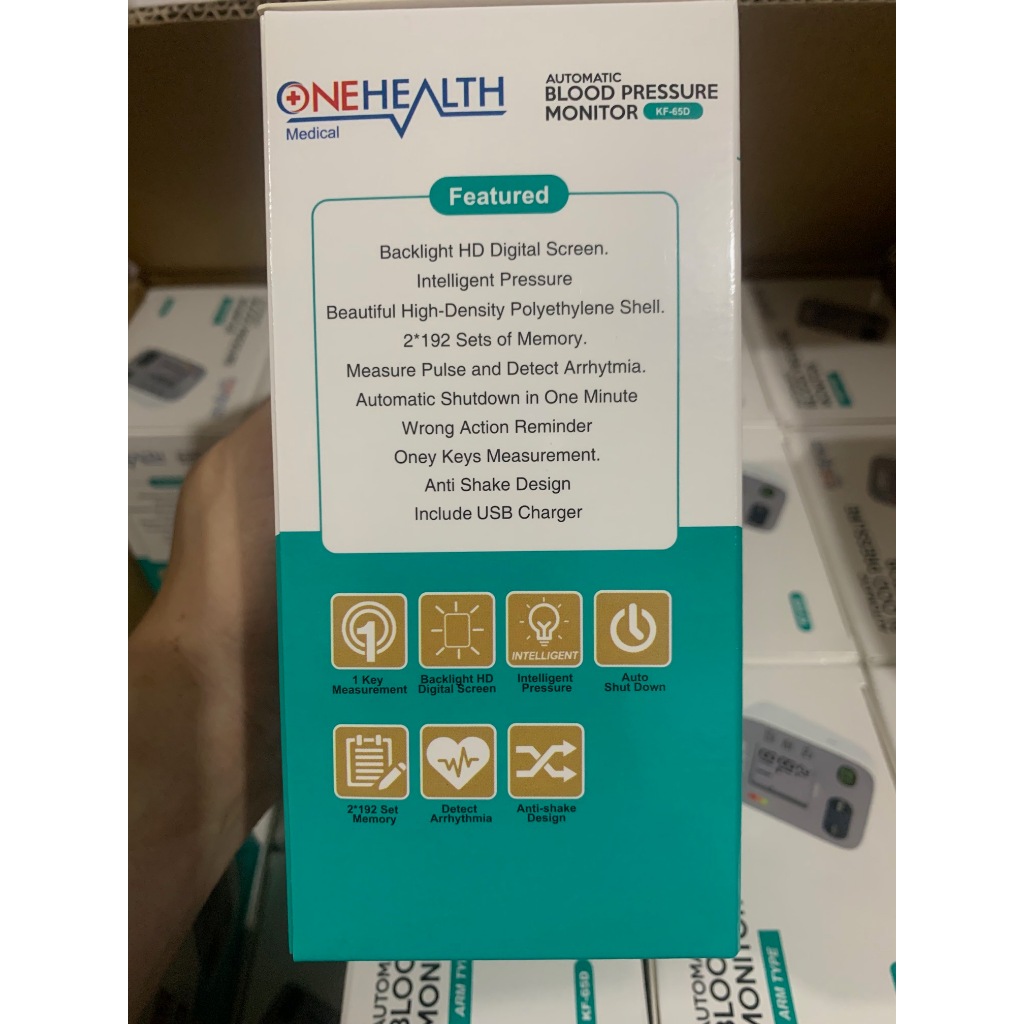 ONEHEALTH
Medical
AUTOMATIC
BLOOD PRESSURE
MONITOR KF-65D
Featured
Backlight HD Digital Screen.
Intelligent Pressure
Beautiful High-Density Polyethylene Shell.
2*192 Sets of Memory.
Measure Pulse and Detect Arrhytmia.
Automatic Shutdown in One Minute
Wrong Action Reminder
Oney Keys Measurement.
Anti Shake Design
Include USB Charger
1
INTELLIGENT
1 Key
Measurement
Backlight HD
Digital Screen
Intelligent
Pressure
Auto
Shut Down
2*192 Set
Memory
Detect
Arrhythmia
Anti-shake
Design
ARM TYPE
KF-65D